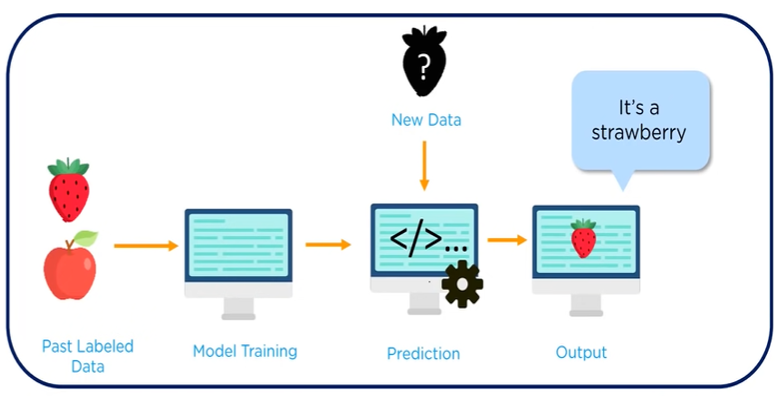 ?
New Data
It's a
strawberry
</>...
Past Labeled
Data
Model Training
Prediction
Output